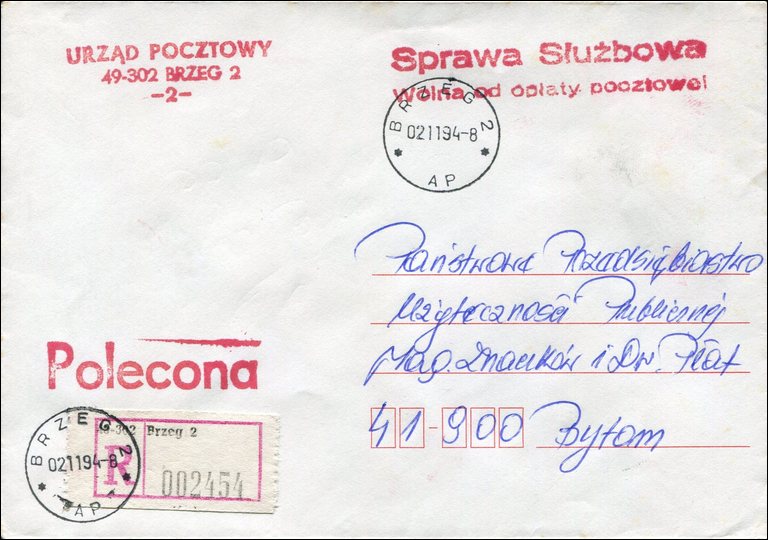 URZĄD POCZTOWY
49-302 BRZEG 2
-2-
Sprawa Służbowa
Wolna od opłaty pocztowej
BRZEG 2
021194-8
AP
Państwowe Przedsiębiorstwo
Użyteczności Publicznej
Mag. Znaczków i Dr. Płat
41-900 Bytom
Polecona
BRZEG 2
021194-8
AP
49-302 Brzeg 2
R
002454